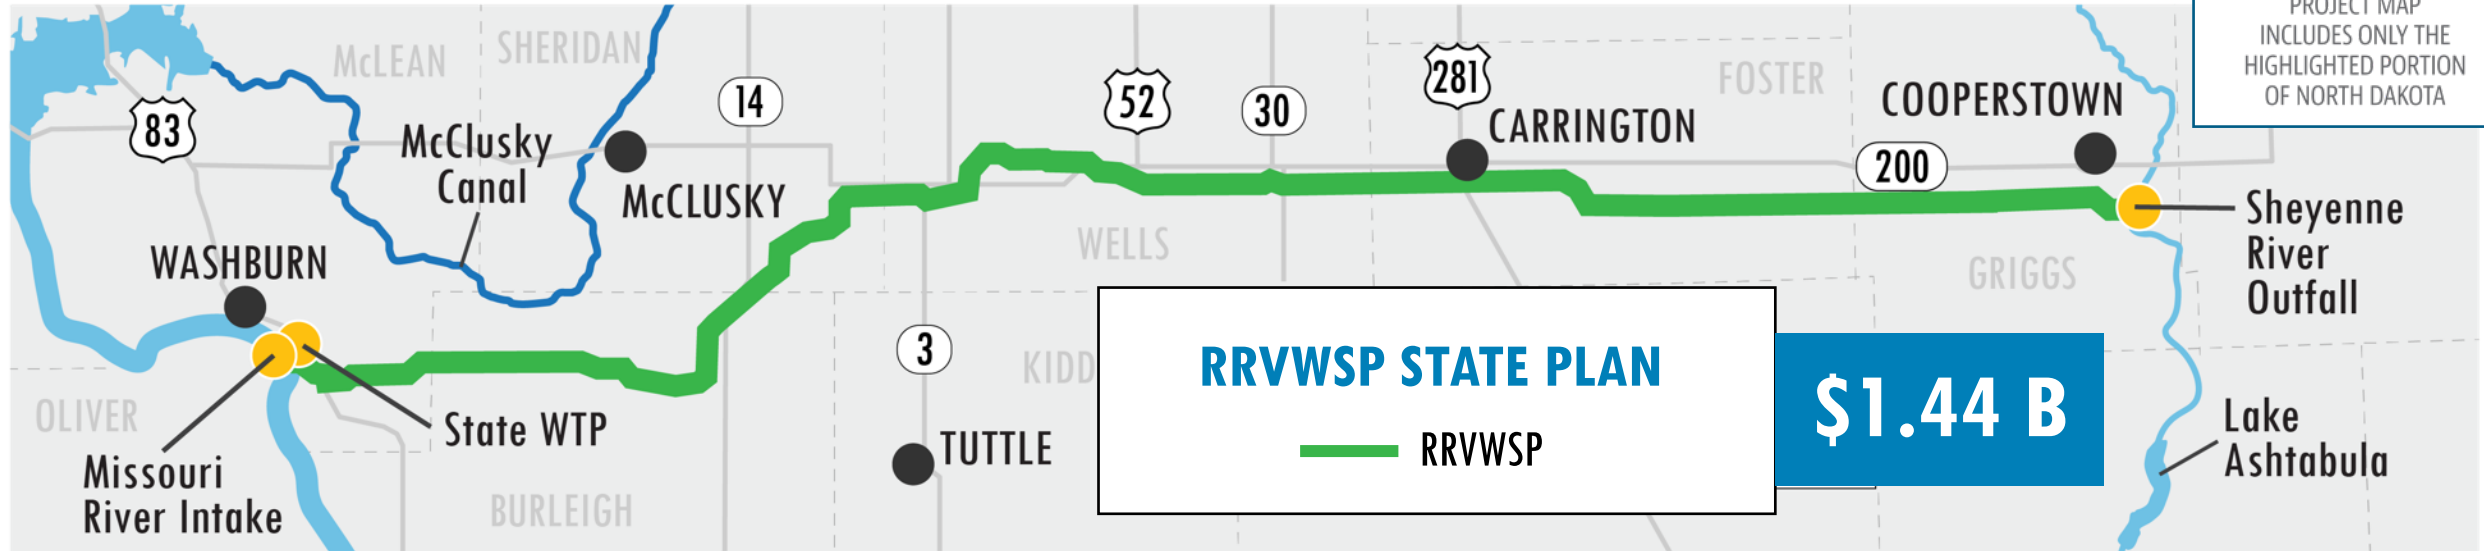 PROJECT MAP
INCLUDES ONLY THE
HIGHLIGHTED PORTION
OF NORTH DAKOTA
McLEAN
SHERIDAN
83
14
52
30
281
FOSTER
COOPERSTOWN
CARRINGTON
McClusky
Canal
McCLUSKY
200
WASHBURN
WELLS
Sheyenne
River
Outfall
GRIGGS
3
KIDD
OLIVER
State WTP
Missouri
River Intake
BURLEIGH
TUTTLE
RRVWSP STATE PLAN
RRVWSP
$1.44 B
Lake
Ashtabula